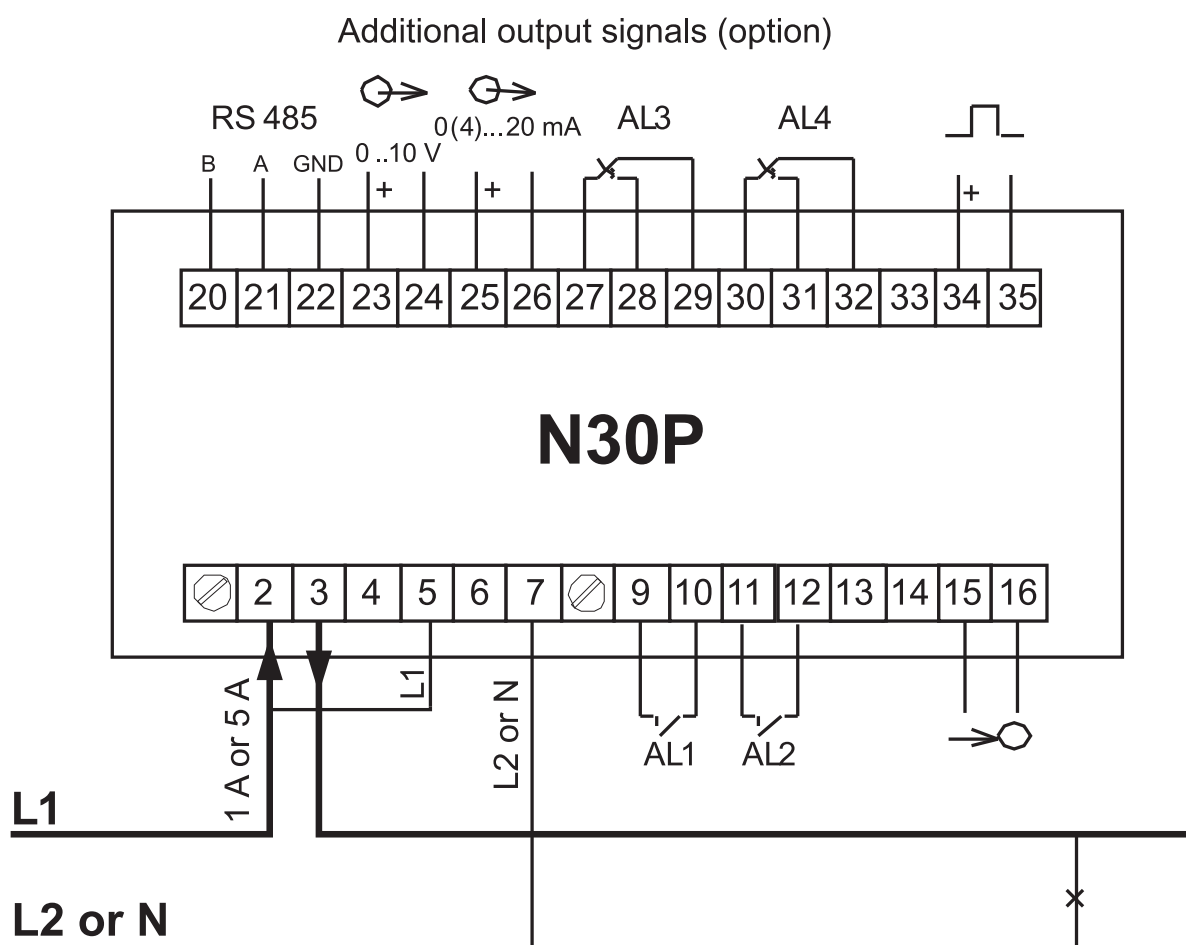 Additional output signals (option)
RS 485
0(4)...20 mA
AL3
AL4
B
A
GND
0 ..10 V
+
+
+
20 21 22 23 24 25 26 27 28 29 30 31 32 33 34 35
N30P
2 3 4 5 6 7 9 10 11 12 13 14 15 16
1 A or 5 A
L1
L2 or N
AL1
AL2
L1
L2 or N